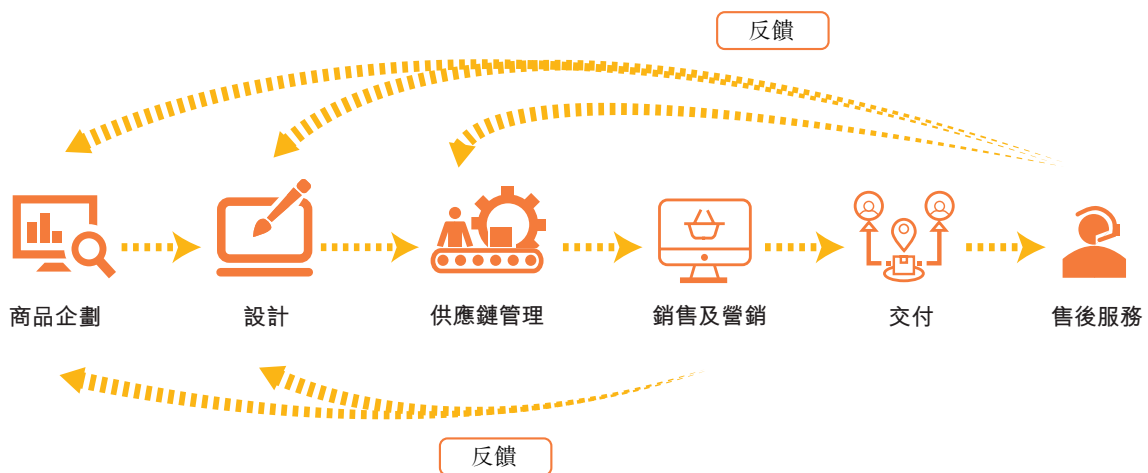 反饋
商品企劃
設計
供應鏈管理
銷售及營銷
交付
售後服務
反饋